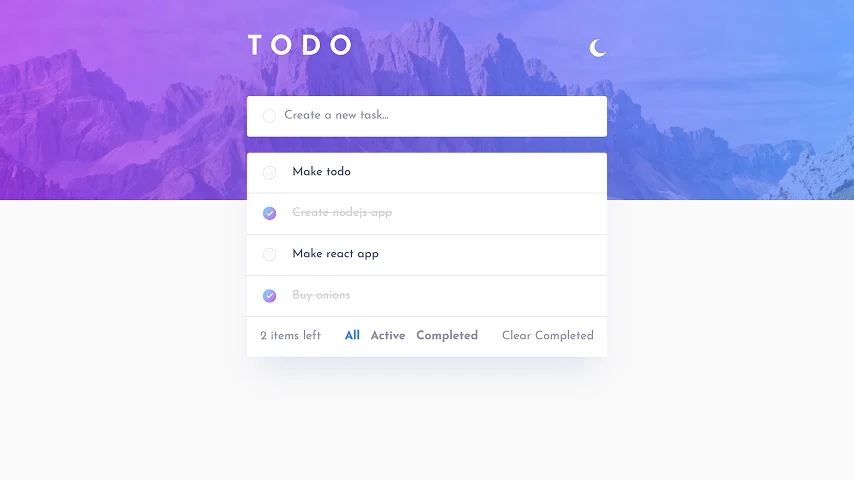 TODO
Create a new task...
Make todo
Create nodejs app
Make react app
Buy onions
2 items left All Active Completed Clear Completed